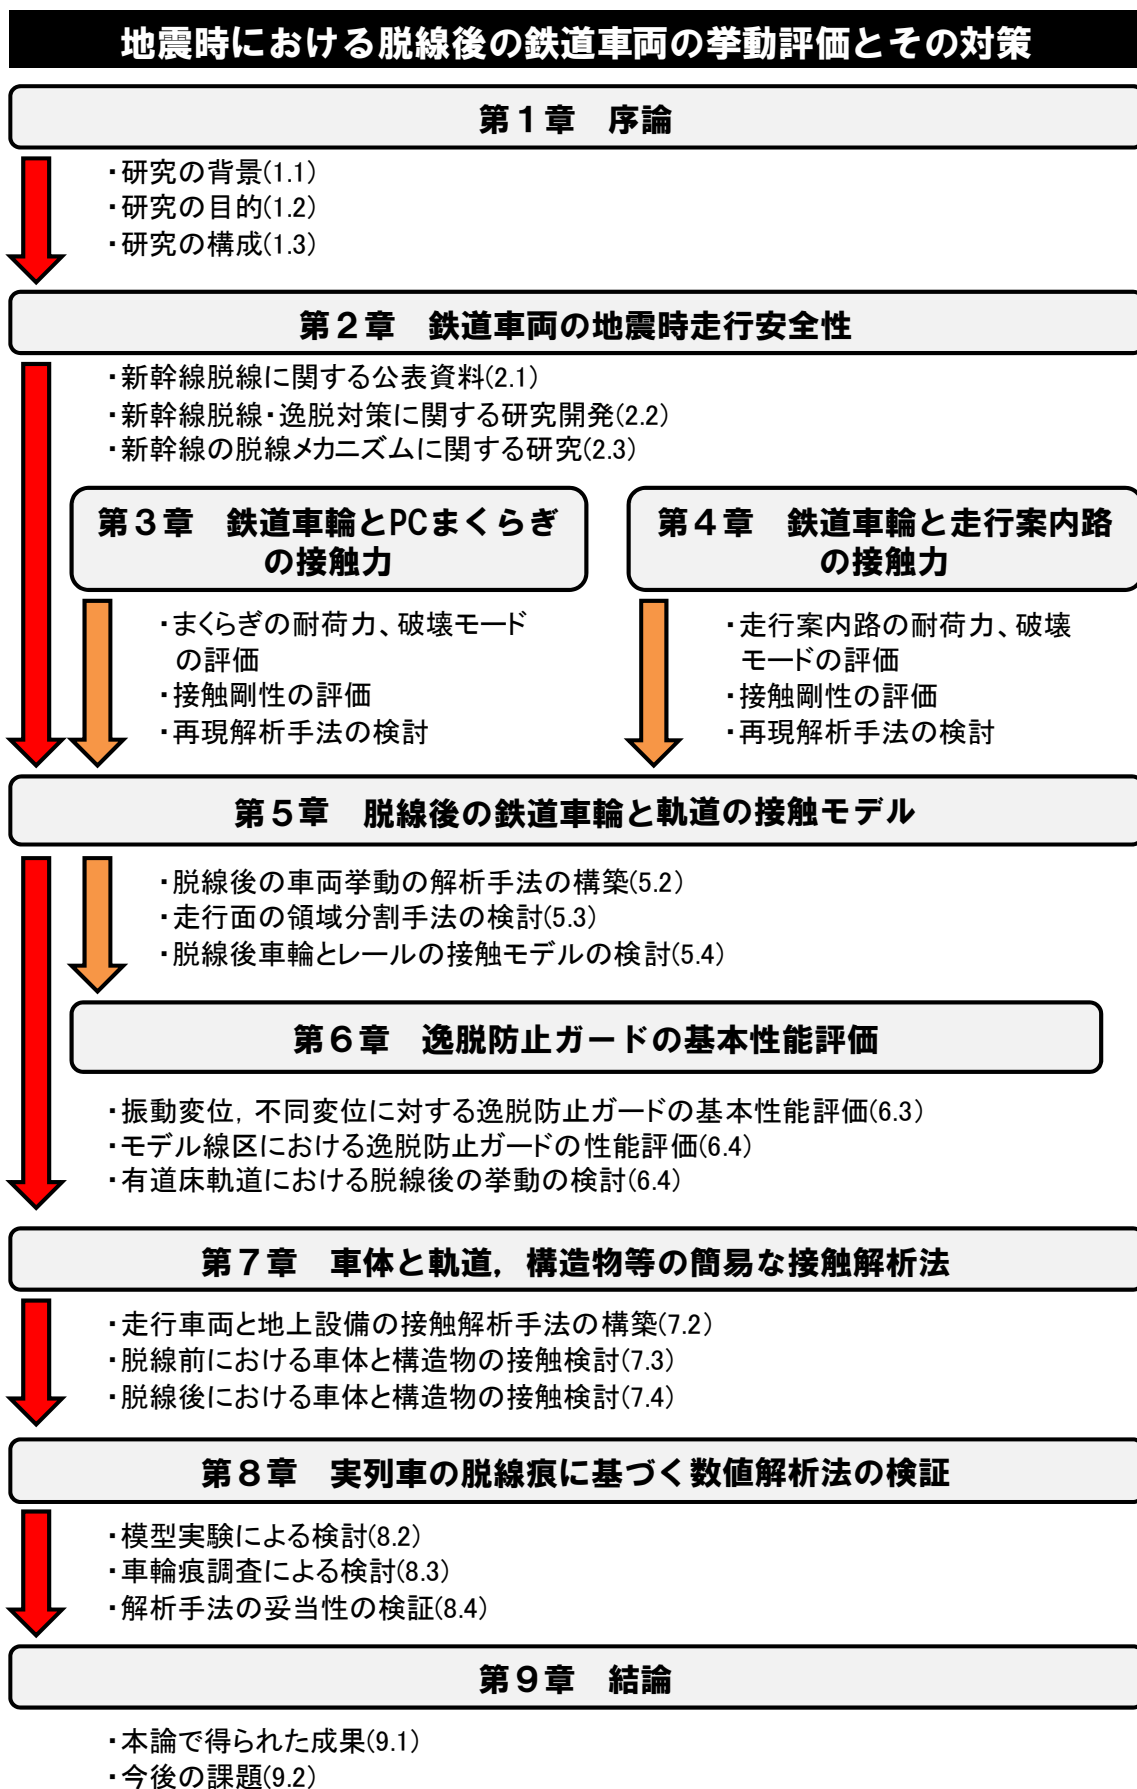 地震時における脱線後の鉄道車両の挙動評価とその対策
第１章　序論
・研究の背景(1.1)
・研究の目的(1.2)
・研究の構成(1.3)
第２章　鉄道車両の地震時走行安全性
・新幹線脱線に関する公表資料(2.1)
・新幹線脱線・逸脱対策に関する研究開発(2.2)
・新幹線の脱線メカニズムに関する研究(2.3)
第３章　鉄道車輪とPCまくらぎ
の接触力
・まくらぎの耐荷力、破壊モード
の評価
・接触剛性の評価
・再現解析手法の検討
第４章　鉄道車輪と走行案内路
の接触力
・走行案内路の耐荷力、破壊
モードの評価
・接触剛性の評価
・再現解析手法の検討
第５章　脱線後の鉄道車輪と軌道の接触モデル
・脱線後の車両挙動の解析手法の構築(5.2)
・走行面の領域分割手法の検討(5.3)
・脱線後車輪とレールの接触モデルの検討(5.4)
第６章　逸脱防止ガードの基本性能評価
・振動変位，不同変位に対する逸脱防止ガードの基本性能評価(6.3)
・モデル線区における逸脱防止ガードの性能評価(6.4)
・有道床軌道における脱線後の挙動の検討(6.4)
第７章　車体と軌道，構造物等の簡易な接触解析法
・走行車両と地上設備の接触解析手法の構築(7.2)
・脱線前における車体と構造物の接触検討(7.3)
・脱線後における車体と構造物の接触検討(7.4)
第８章　実列車の脱線痕に基づく数値解析法の検証
・模型実験による検討(8.2)
・車輪痕調査による検討(8.3)
・解析手法の妥当性の検証(8.4)
第９章　結論
・本論で得られた成果(9.1)
・今後の課題(9.2)